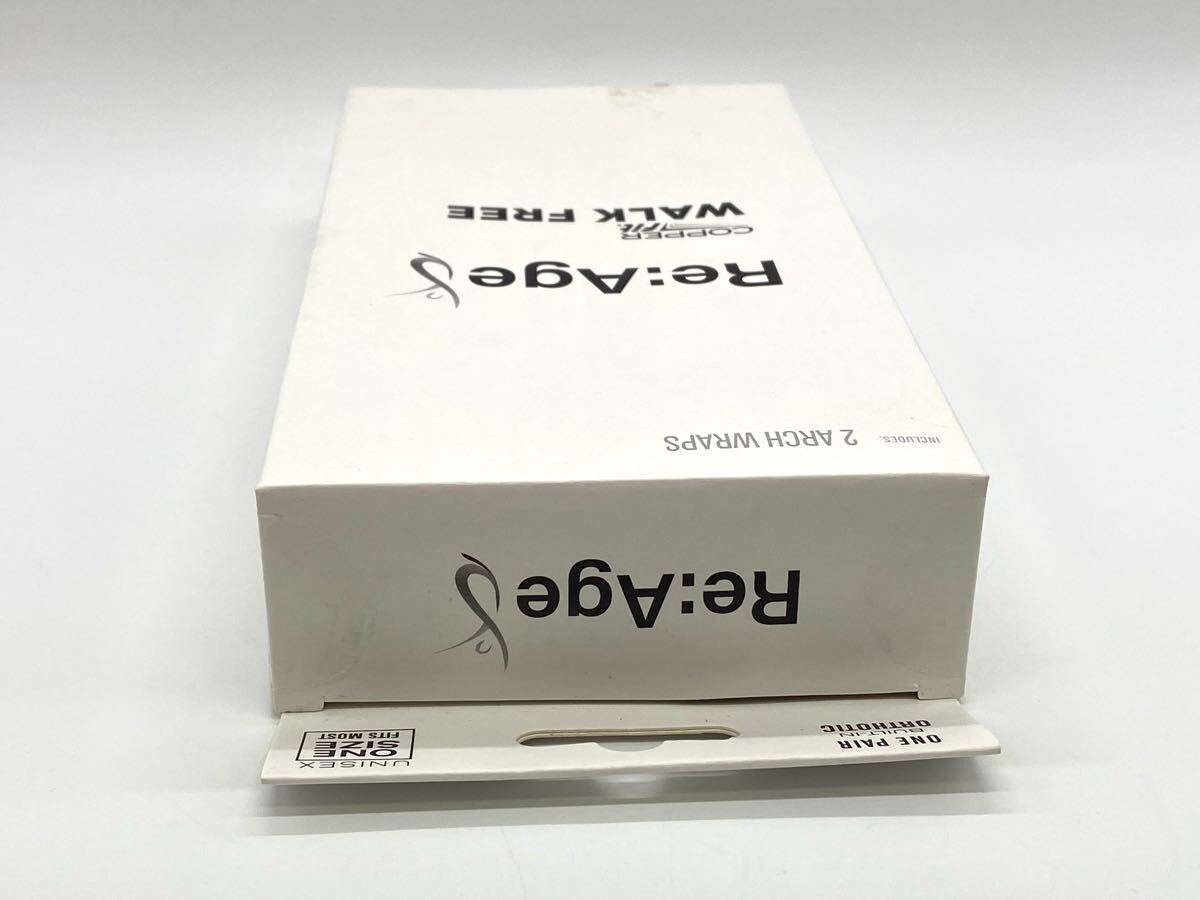 INCLUDES:
2 ARCH WRAPS
Re:Age
COPPER
Fit
WALK FREE
Re:Age
ONE PAIR
BUILT-IN
ORTHOTIC
UNISEX
ONE
SIZE
FITS MOST